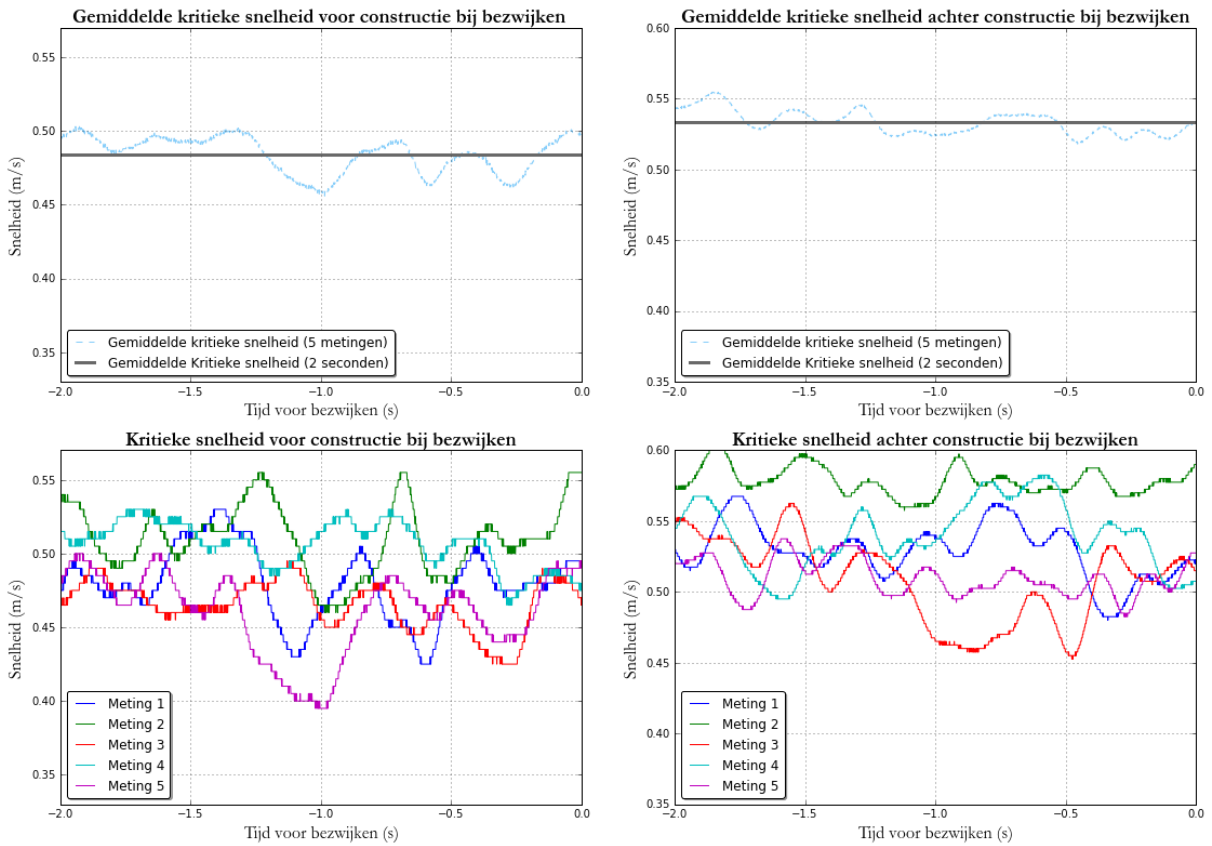 Gemiddelde kritieke snelheid voor constructie bij bezwijken
0.55
0.50
0.45
0.40
0.35
Snelheid (m/s)
Gemiddelde kritieke snelheid (5 metingen)
Gemiddelde Kritieke snelheid (2 seconden)
−2.0 −1.5 −1.0 −0.5 0.0
Tijd voor bezwijken (s)
Gemiddelde kritieke snelheid achter constructie bij bezwijken
0.60
0.55
0.50
0.45
0.40
0.35
Snelheid (m/s)
Gemiddelde kritieke snelheid (5 metingen)
Gemiddelde Kritieke snelheid (2 seconden)
−2.0 −1.5 −1.0 −0.5 0.0
Tijd voor bezwijken (s)
Kritieke snelheid voor constructie bij bezwijken
0.55
0.50
0.45
0.40
0.35
Snelheid (m/s)
Meting 1
Meting 2
Meting 3
Meting 4
Meting 5
−2.0 −1.5 −1.0 −0.5 0.0
Tijd voor bezwijken (s)
Kritieke snelheid achter constructie bij bezwijken
0.60
0.55
0.50
0.45
0.40
0.35
Snelheid (m/s)
Meting 1
Meting 2
Meting 3
Meting 4
Meting 5
−2.0 −1.5 −1.0 −0.5 0.0
Tijd voor bezwijken (s)